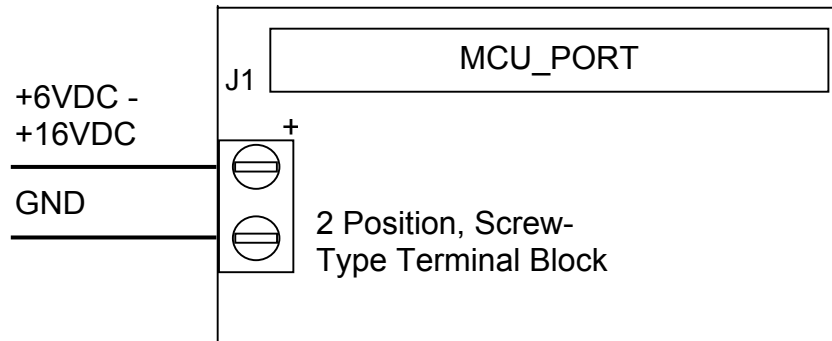 MCU_PORT
J1
+6VDC -
+16VDC
+
GND
2 Position, Screw-
Type Terminal Block